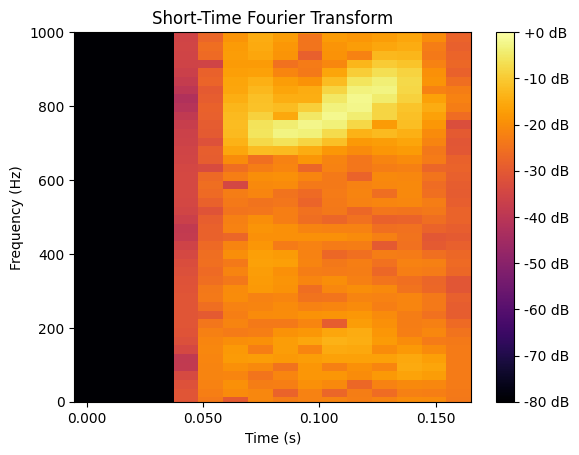 Short-Time Fourier Transform
1000
800
600
400
200
0
Frequency (Hz)
0.000
0.050
0.100
0.150
Time (s)
+0 dB
-10 dB
-20 dB
-30 dB
-40 dB
-50 dB
-60 dB
-70 dB
-80 dB